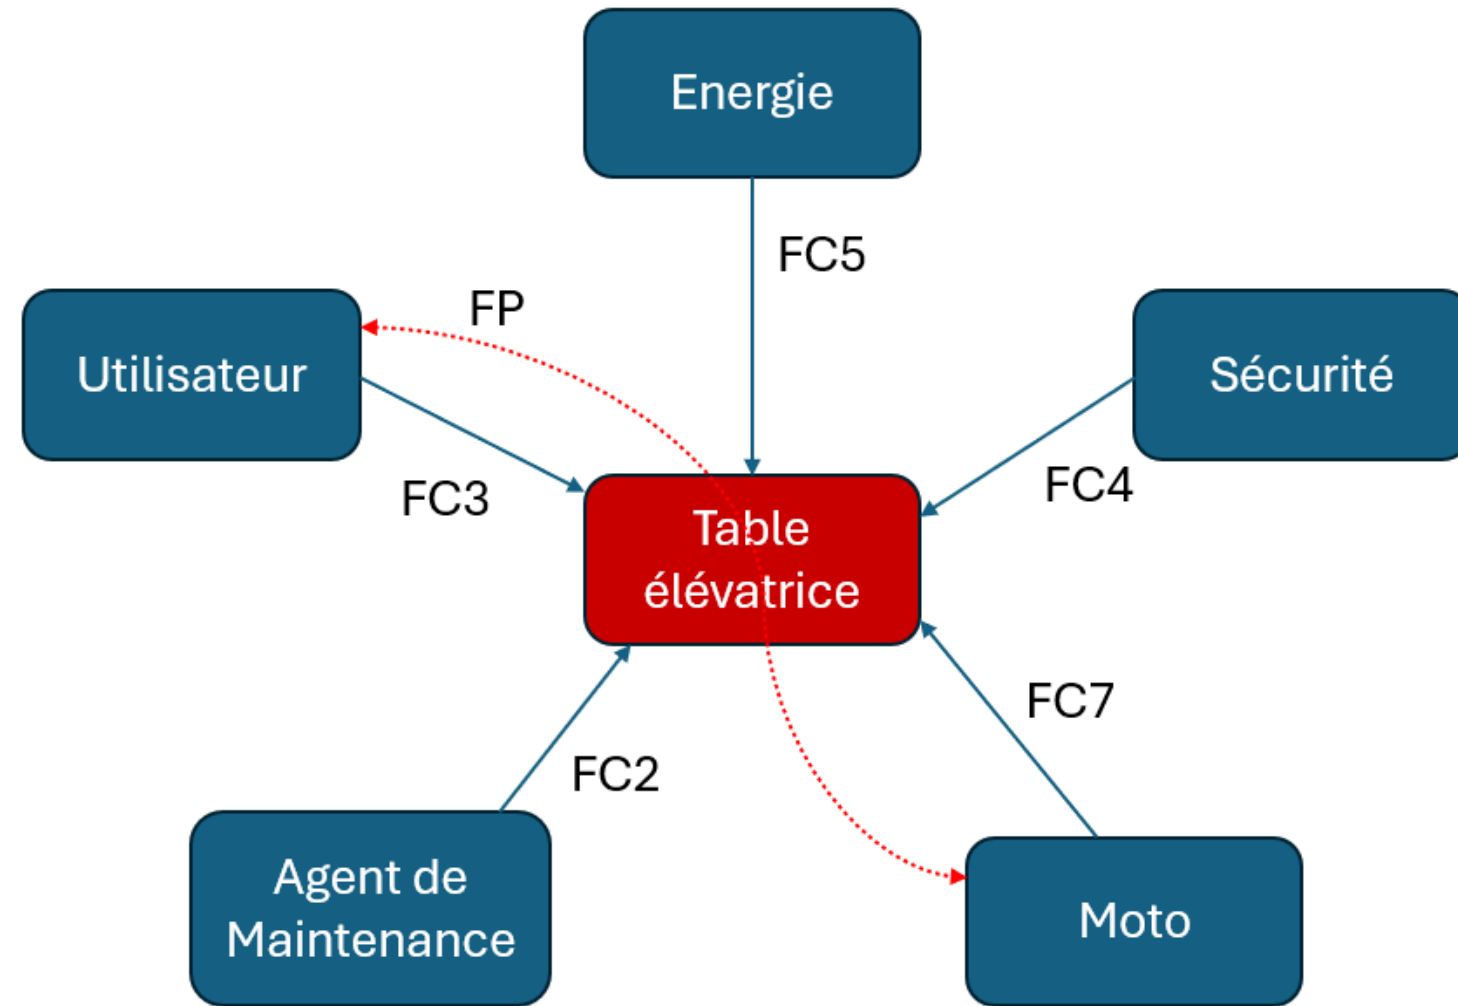 Energie
FC5
FP
Utilisateur
Sécurité
FC3
FC4
Table
élévatrice
FC7
FC2
Agent de
Maintenance
Moto